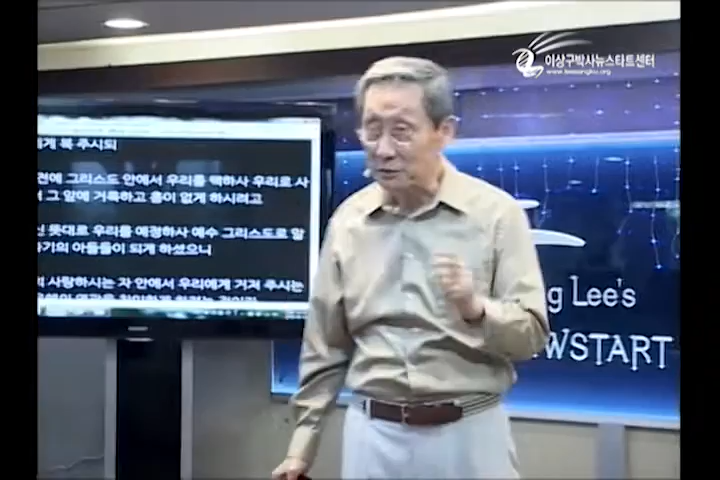 이상구박사뉴스타트센터
www.leesangku.org
에게 복 주시되
전에 그리스도 안에서 우리를 택하사 우리로 사
그 앞에 거룩하고 흠이 없게 하시려고
뜻대로 우리를 예정하사 예수 그리스도로 말
자기의 아들들이 되게 하셨으니
사랑하시는 자 안에서 우리에게 거저 주시는
Lee's
WSTART